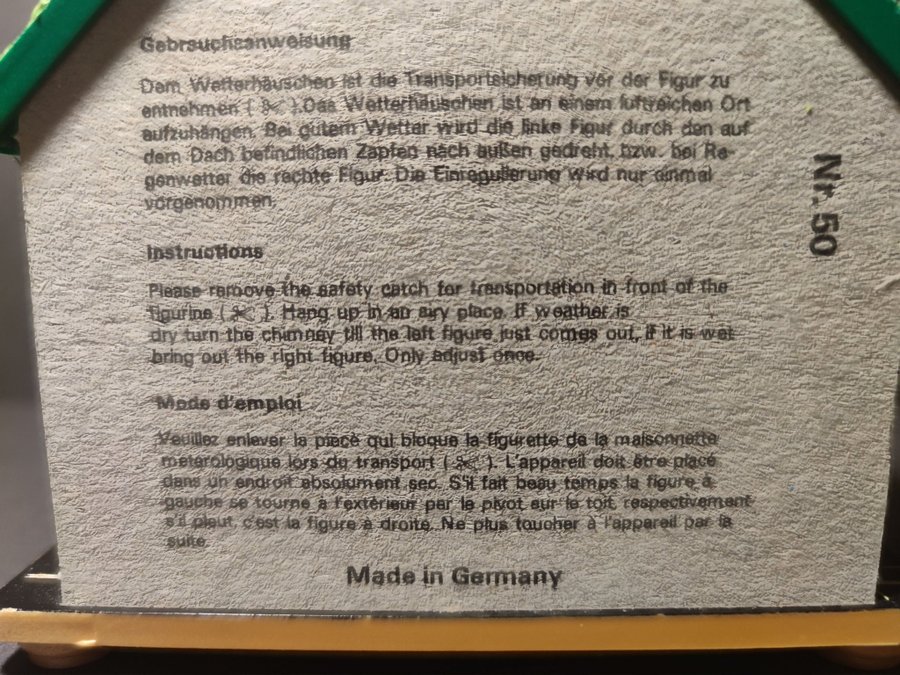 Gebrauchsanweisung
Dem Wetterhäuschen ist die Transportsicherung vor der Figur zu
entnehmen ( ✂ ). Das Wetterhäuschen ist an einem luftreichen Ort
aufzuhängen. Bei gutem Wetter wird die linke Figur durch den auf
dem Dach befindlichen Zapfen nach außen gedreht, bzw. bei Re-
genwetter die rechte Figur. Die Einregulierung wird nur einmal
vorgenommen.
Nr. 50
Instructions
Please remove the safety catch for transportation in front of the
figurine ( ✂ ). Hang up in an airy place. If weather is
dry turn the chimney till the left figure just comes out, if it is wet
bring out the right figure. Only adjust once.
Mode d'emploi
Veuillez enlever la piece qui bloque la figurette de la maisonnette
meterologique lors du transport ( ✂ ). L'appareil doit être placé
dans un endroit absolument sec. S'il fait beau temps la figure à
gauche se tourne à l'extérieur par le pivot sur le toit, respectivement
s'il pleut, c'est la figure à droite. Ne plus toucher à l'appareil par la
suite.
Made in Germany